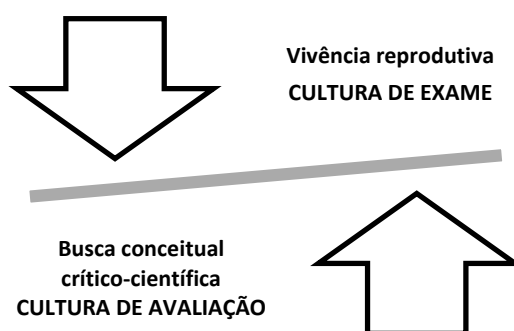 Vivência reprodutiva
CULTURA DE EXAME
Busca conceitual
crítico-científica
CULTURA DE AVALIAÇÃO